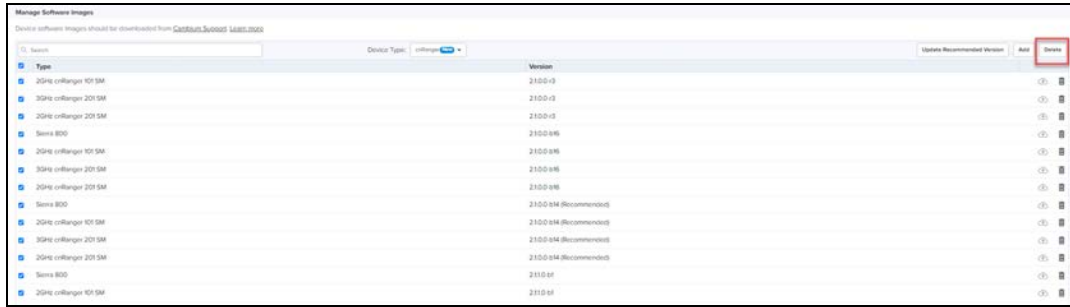 Manage Software Images
Device software images should be downloaded from Cambium Support. Learn more
Search Device Type: cnRanger New Update Recommended Version Add Delete
Type Version
2GHz cnRanger 101 SM 2.1.0.0-r3
3GHz cnRanger 201 SM 2.1.0.0-r3
2GHz cnRanger 201 SM 2.1.0.0-r3
Sierra 800 2.1.0.0-b16
2GHz cnRanger 101 SM 2.1.0.0-b16
3GHz cnRanger 201 SM 2.1.0.0-b16
2GHz cnRanger 201 SM 2.1.0.0-b16
Sierra 800 2.1.0.0-b14 (Recommended)
2GHz cnRanger 101 SM 2.1.0.0-b14 (Recommended)
3GHz cnRanger 201 SM 2.1.0.0-b14 (Recommended)
2GHz cnRanger 201 SM 2.1.0.0-b14 (Recommended)
Sierra 800 2.1.1.0-b1
2GHz cnRanger 101 SM 2.1.1.0-b1